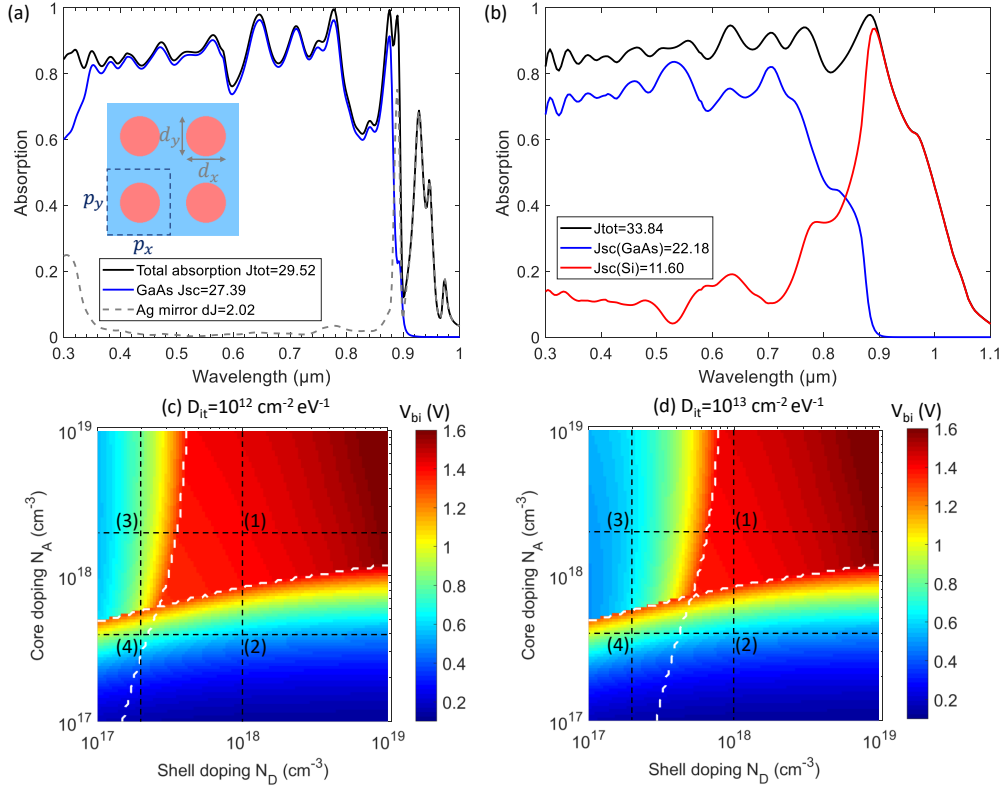 (a)
1
0.8
0.6
0.4
0.2
0
Absorption
d_y
d_x
p_y
p_x
Total absorption Jtot=29.52
GaAs Jsc=27.39
Ag mirror dJ=2.02
0.3 0.4 0.5 0.6 0.7 0.8 0.9 1
Wavelength (µm)
(b)
1
0.8
0.6
0.4
0.2
0
Absorption
Jtot=33.84
Jsc(GaAs)=22.18
Jsc(Si)=11.60
0.3 0.4 0.5 0.6 0.7 0.8 0.9 1 1.1
Wavelength (µm)
(c) D_it=10^12 cm^-2 eV^-1
V_bi (V)
10^19
10^18
10^17
Core doping N_A (cm^-3)
(3) (1)
(4) (2)
10^17 10^18 10^19
Shell doping N_D (cm^-3)
1.6
1.4
1.2
1
0.8
0.6
0.4
0.2
(d) D_it=10^13 cm^-2 eV^-1
V_bi (V)
10^19
10^18
10^17
Core doping N_A (cm^-3)
(3) (1)
(4) (2)
10^17 10^18 10^19
Shell doping N_D (cm^-3)
1.6
1.4
1.2
1
0.8
0.6
0.4
0.2